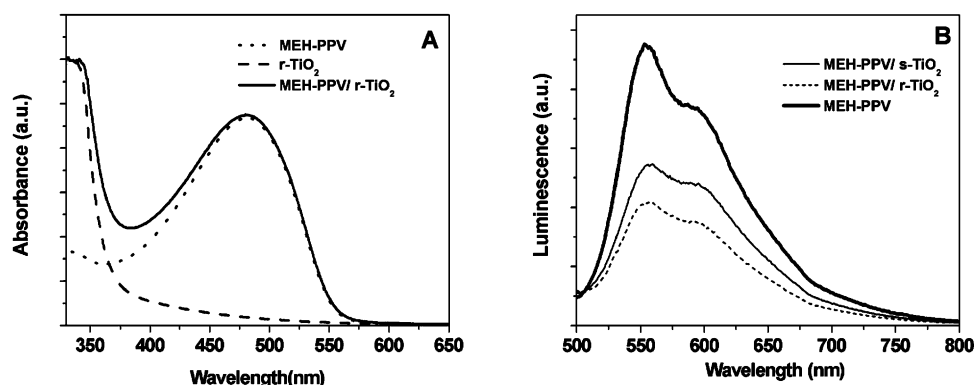 A
MEH-PPV
r-TiO₂
MEH-PPV/ r-TiO₂
Absorbance (a.u.)
350 400 450 500 550 600 650
Wavelength(nm)
B
MEH-PPV/ s-TiO₂
MEH-PPV/ r-TiO₂
MEH-PPV
Luminescence (a.u.)
500 550 600 650 700 750 800
Wavelength (nm)